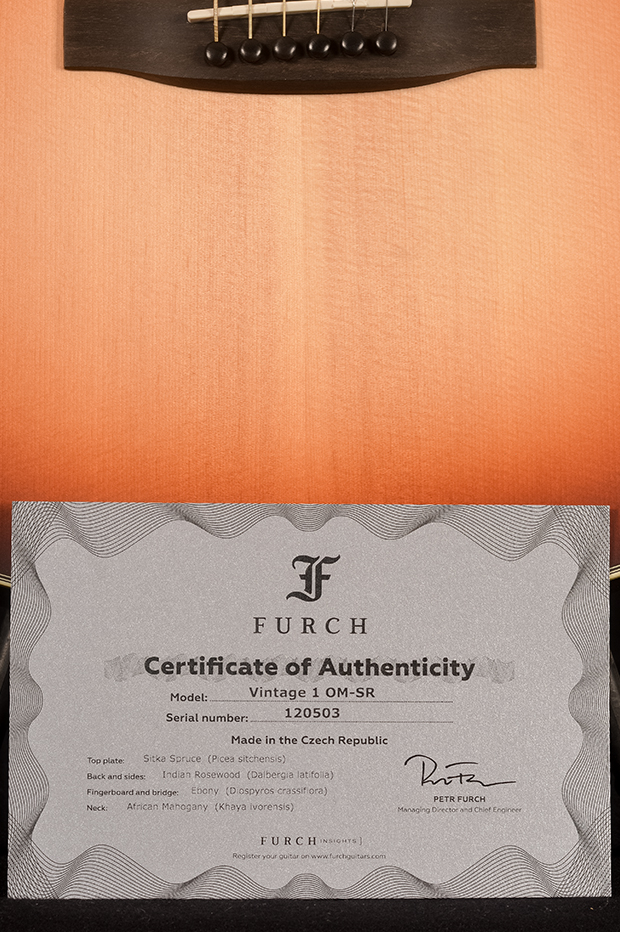 F
FURCH
Certificate of Authenticity
Model: Vintage 1 OM-SR
Serial number: 120503
Made in the Czech Republic
Top plate: Sitka Spruce (Picea sitchensis)
Back and sides: Indian Rosewood (Dalbergia latifolia)
Fingerboard and bridge: Ebony (Diospyros crassiflora)
Neck: African Mahogany (Khaya ivorensis)
PETR FURCH
Managing Director and Chief Engineer
FURCH INSIGHTS
Register your guitar on www.furchguitars.com